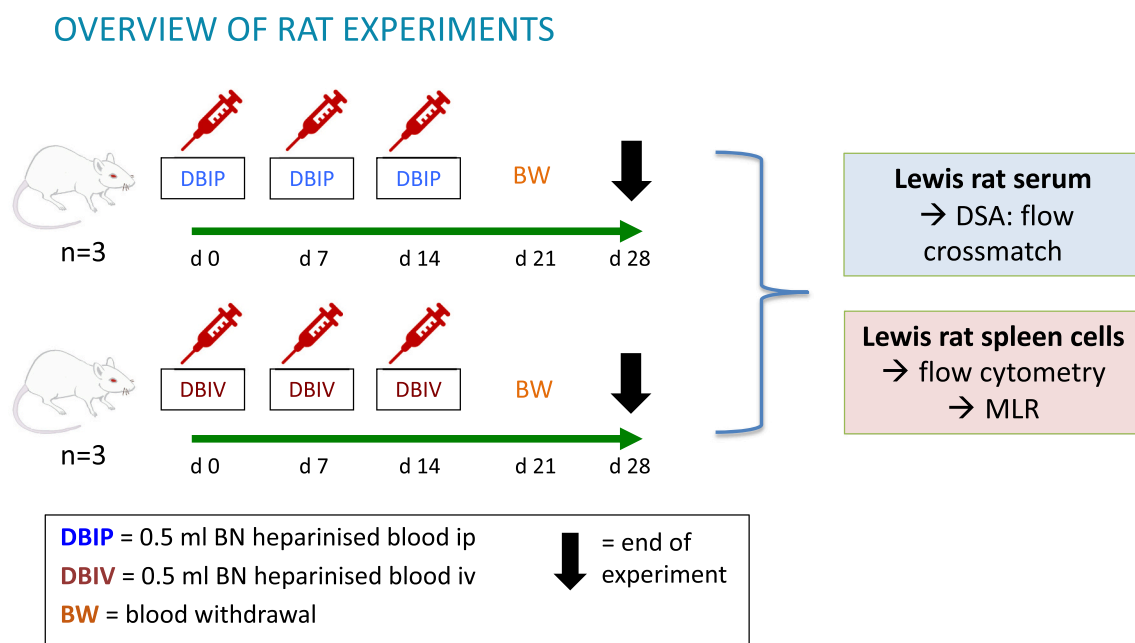 OVERVIEW OF RAT EXPERIMENTS
DBIP DBIP DBIP BW
n=3
d 0 d 7 d 14 d 21 d 28
DBIV DBIV DBIV BW
n=3
d 0 d 7 d 14 d 21 d 28
Lewis rat serum
→ DSA: flow
crossmatch
Lewis rat spleen cells
→ flow cytometry
→ MLR
DBIP = 0.5 ml BN heparinised blood ip
DBIV = 0.5 ml BN heparinised blood iv
BW = blood withdrawal
= end of
experiment